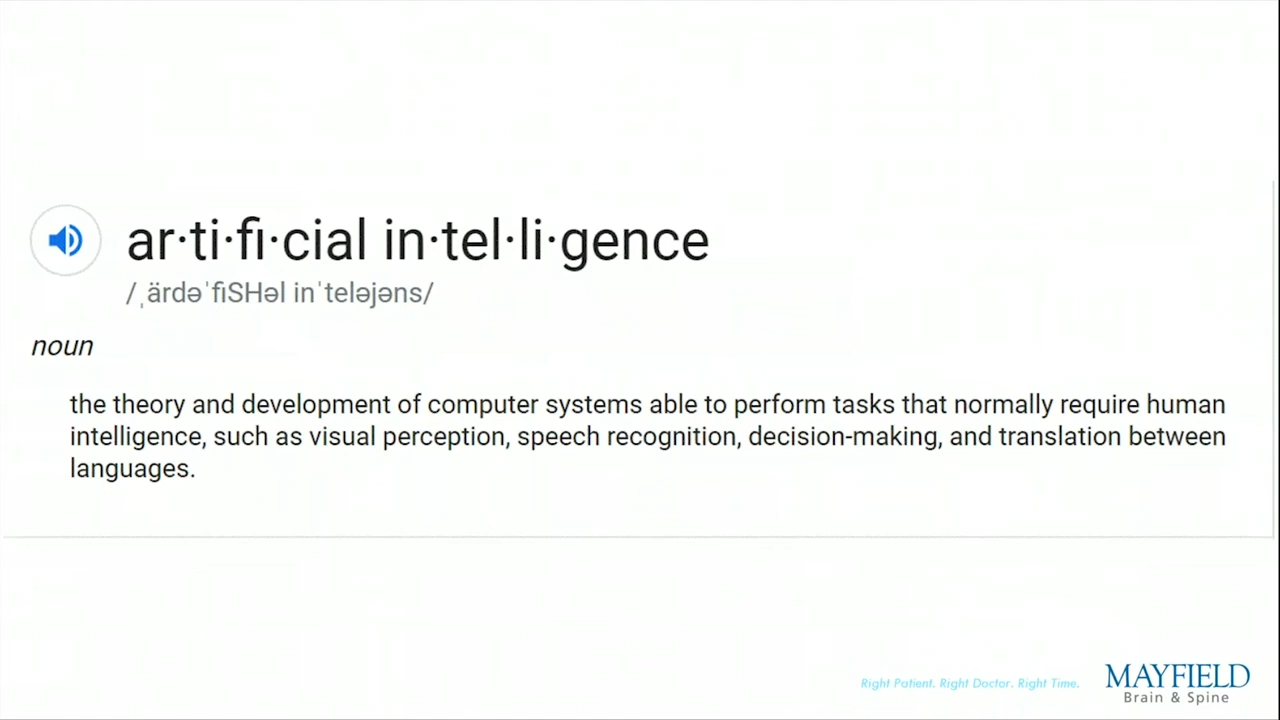 ar·ti·fi·cial in·tel·li·gence
/ˌärdəˈfiSHəl inˈteləjəns/
noun
the theory and development of computer systems able to perform tasks that normally require human
intelligence, such as visual perception, speech recognition, decision-making, and translation between
languages.
Right Patient. Right Doctor. Right Time.
MAYFIELD
Brain & Spine